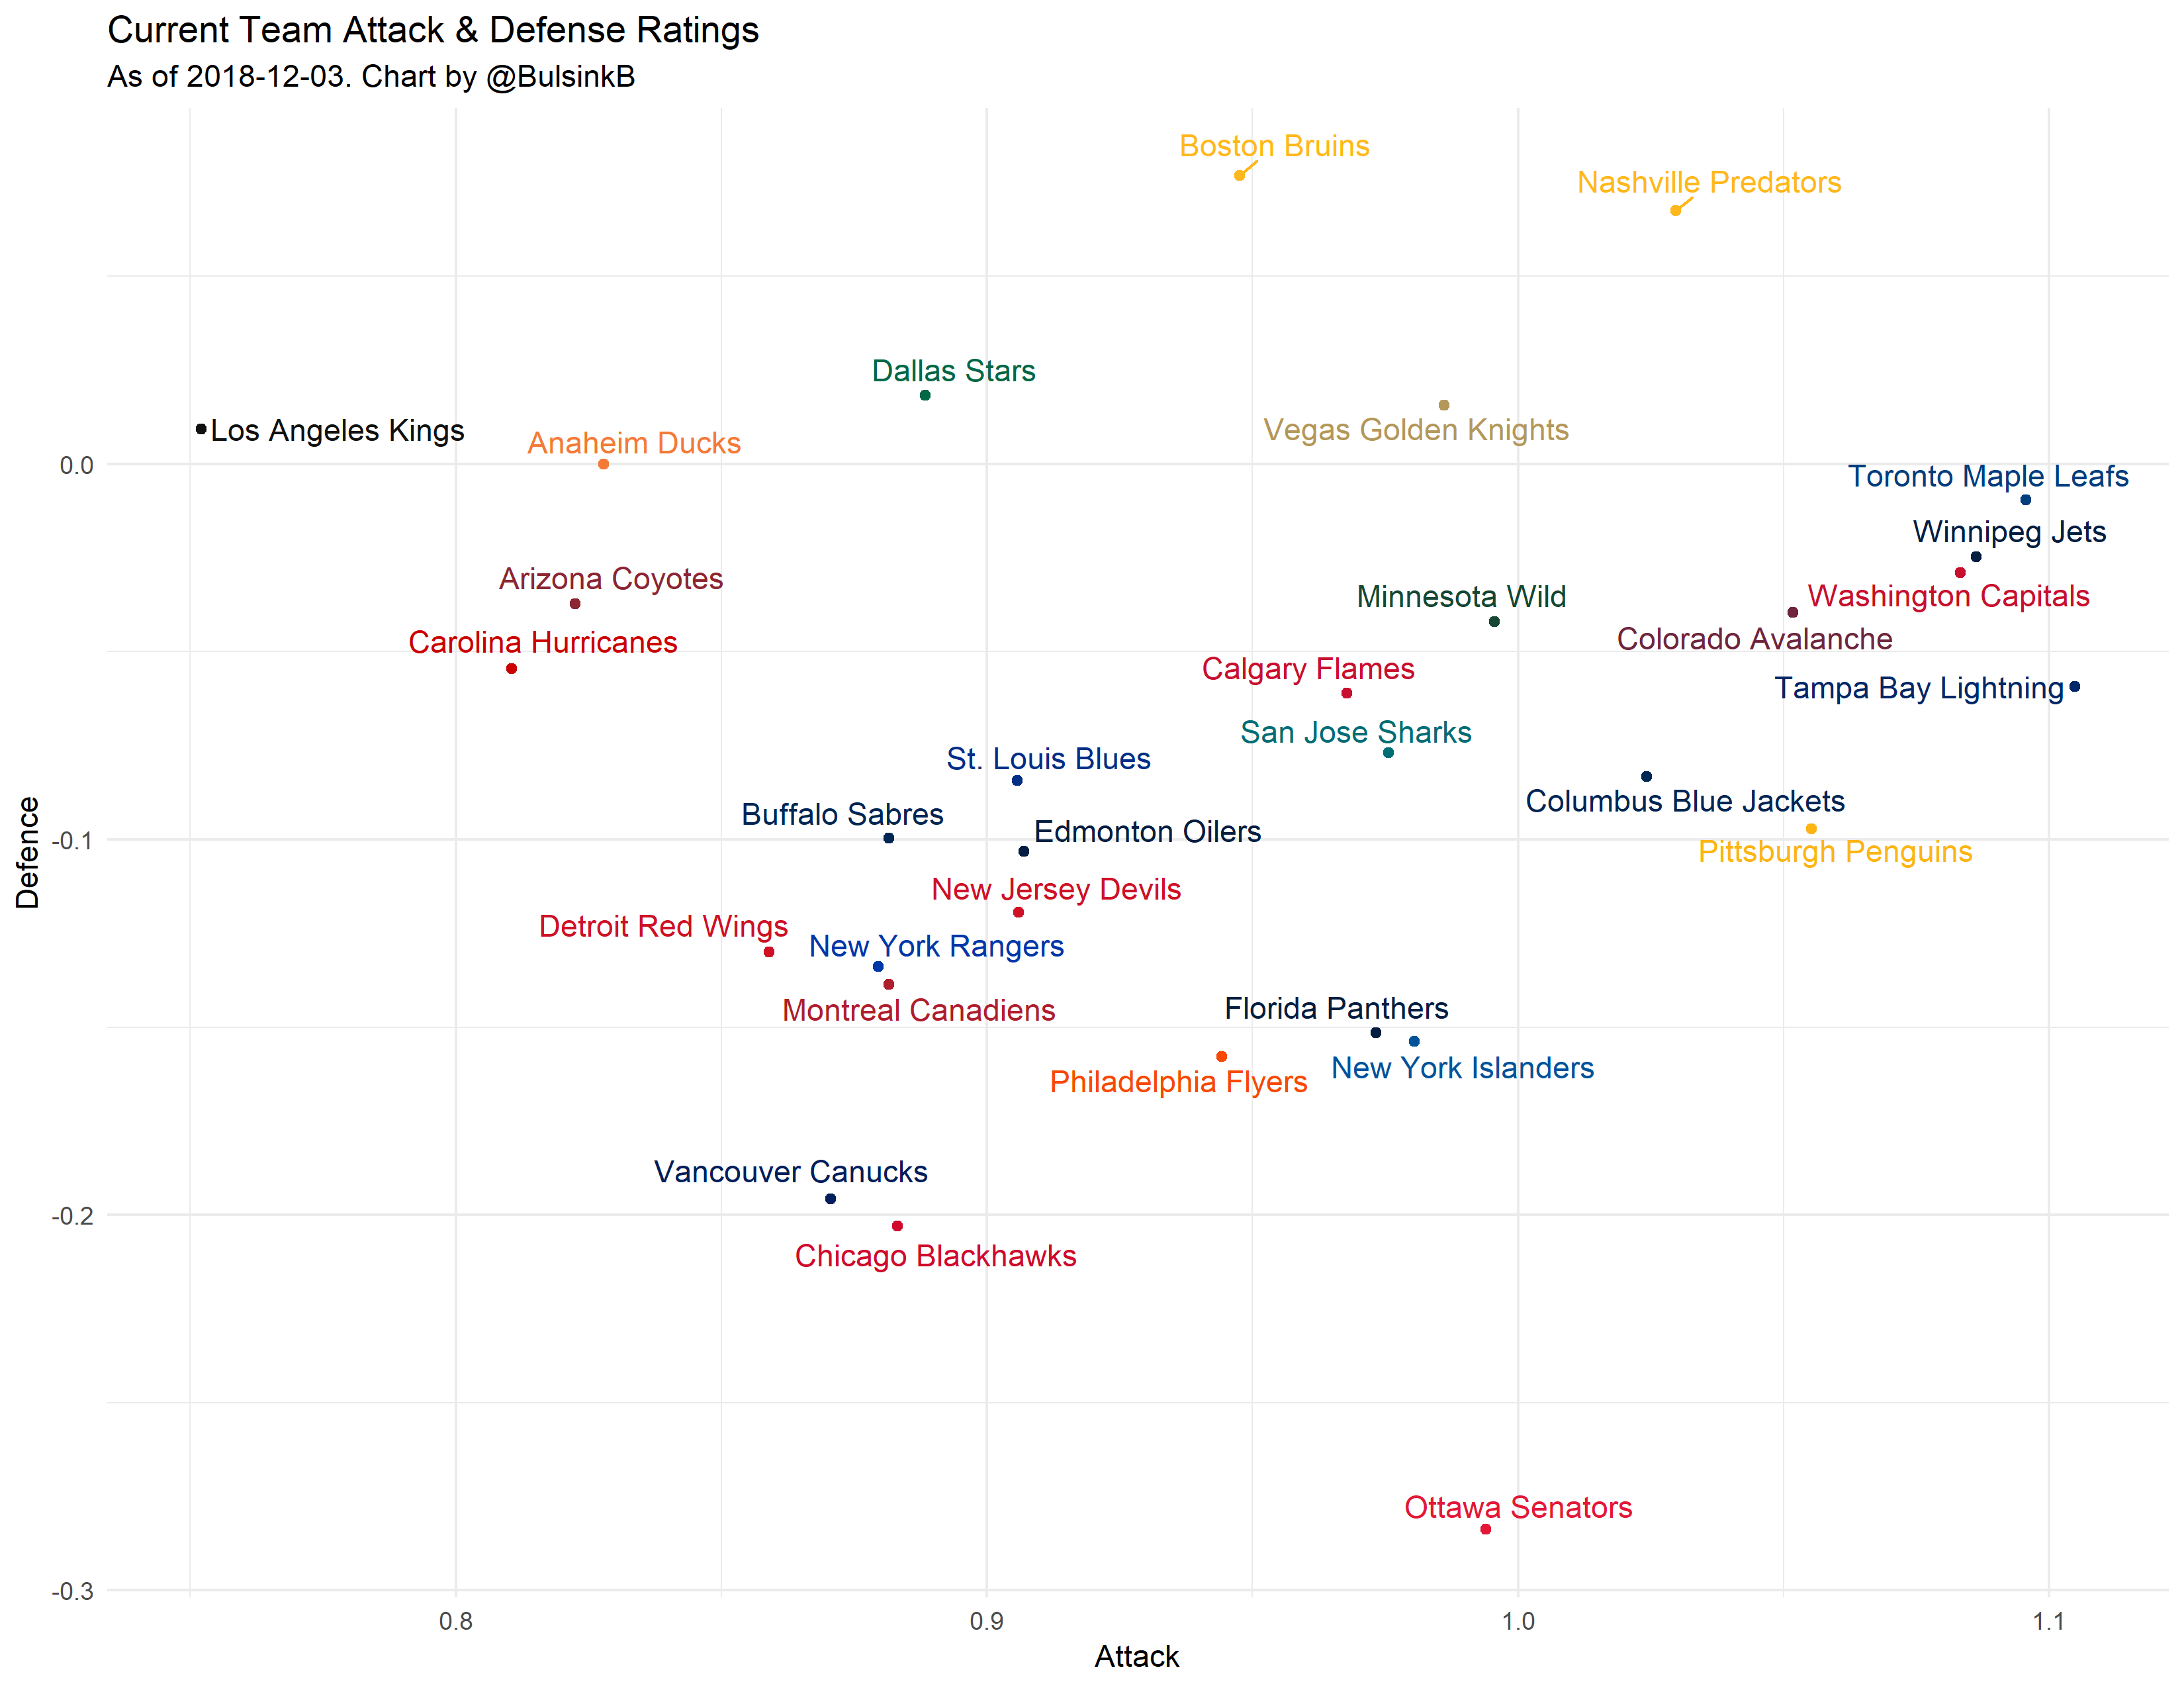 Current Team Attack & Defense Ratings
As of 2018-12-03. Chart by @BulsinkB
Boston Bruins
Nashville Predators
Dallas Stars
Los Angeles Kings
Vegas Golden Knights
Anaheim Ducks
0.0
Toronto Maple Leafs
Winnipeg Jets
Arizona Coyotes
Minnesota Wild
Washington Capitals
Colorado Avalanche
Carolina Hurricanes
Calgary Flames
Tampa Bay Lightning
San Jose Sharks
St. Louis Blues
Columbus Blue Jackets
Buffalo Sabres
Edmonton Oilers
-0.1
Pittsburgh Penguins
Defence
New Jersey Devils
Detroit Red Wings
New York Rangers
Montreal Canadiens
Florida Panthers
New York Islanders
Philadelphia Flyers
Vancouver Canucks
-0.2
Chicago Blackhawks
Ottawa Senators
-0.3
0.8
0.9
1.0
1.1
Attack